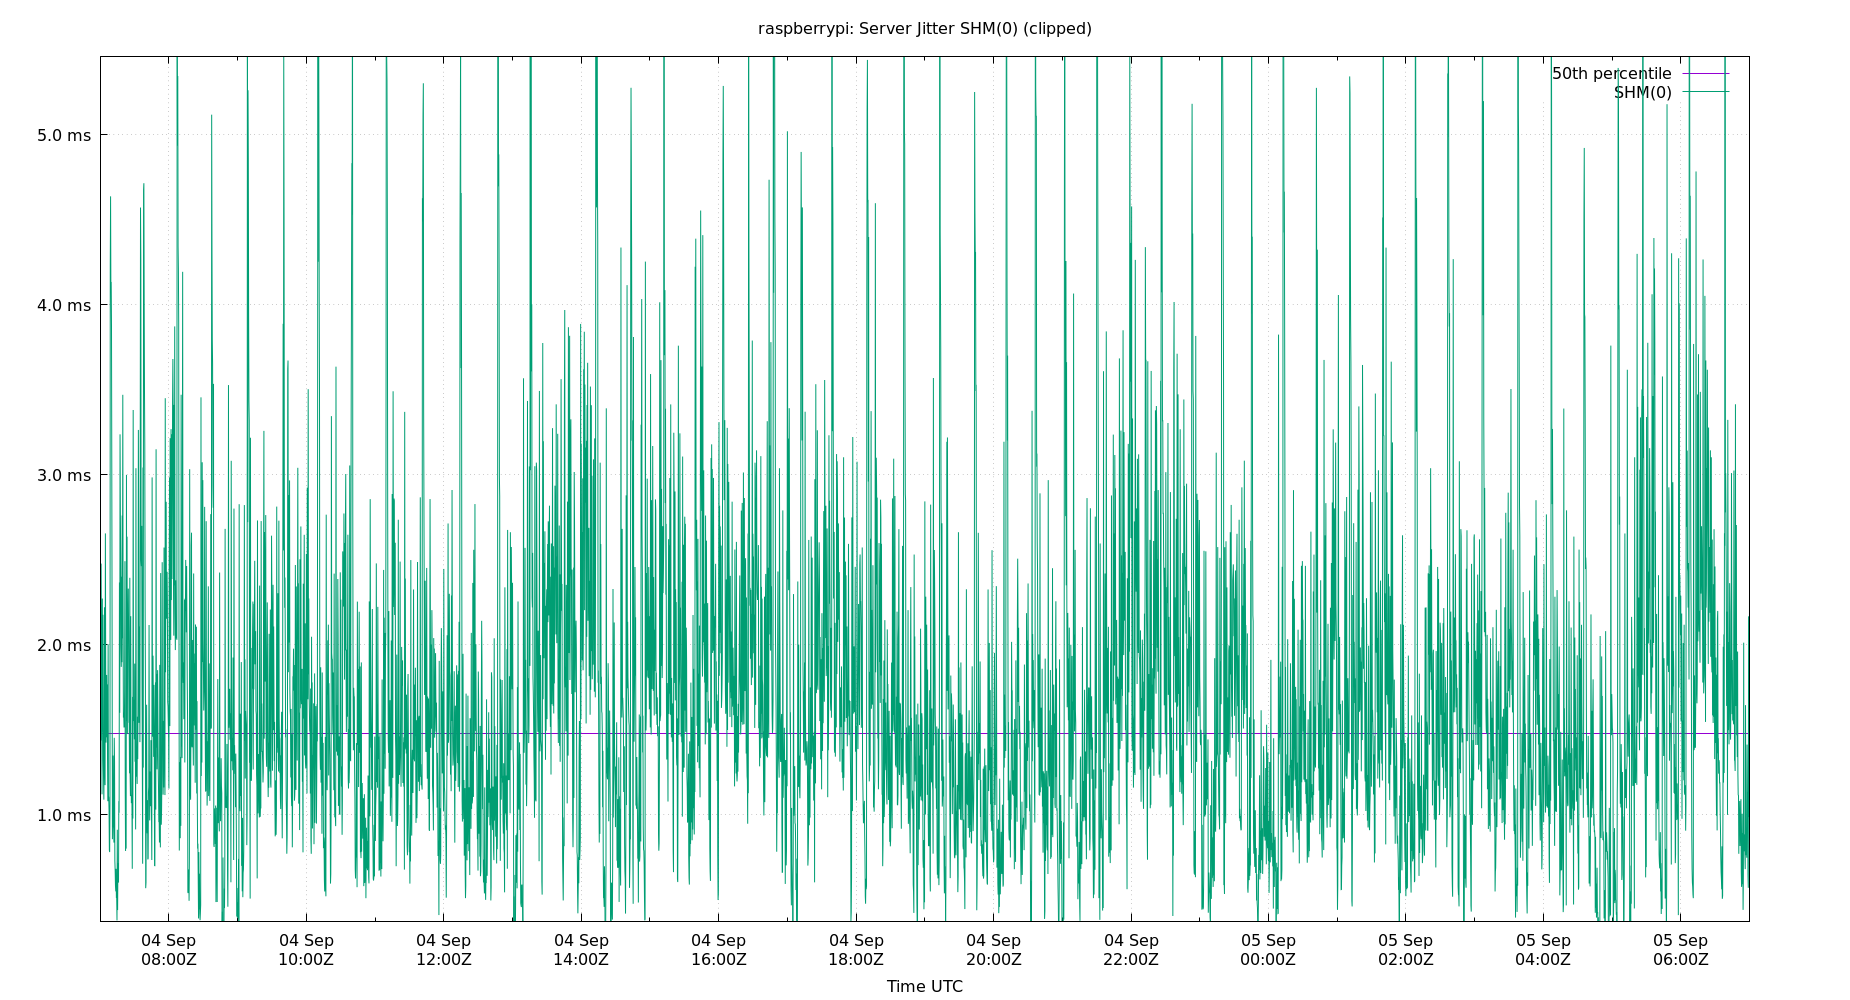 raspberrypi: Server Jitter SHM(0) (clipped)
50th percentile
SHM(0)
5.0 ms
4.0 ms
3.0 ms
2.0 ms
1.0 ms
04 Sep 04 Sep 04 Sep 04 Sep 04 Sep 04 Sep 04 Sep 04 Sep 05 Sep 05 Sep 05 Sep 05 Sep
08:00Z 10:00Z 12:00Z 14:00Z 16:00Z 18:00Z 20:00Z 22:00Z 00:00Z 02:00Z 04:00Z 06:00Z
Time UTC